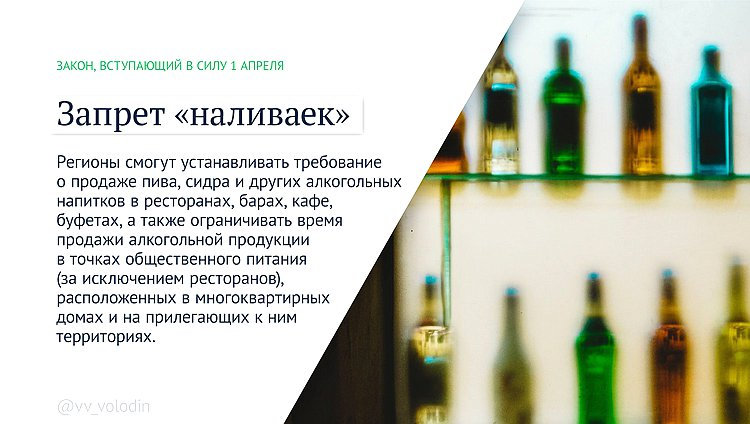 ЗАКОН, ВСТУПАЮЩИЙ В СИЛУ 1 АПРЕЛЯ
Запрет «наливаек»
Регионы смогут устанавливать требование
о продаже пива, сидра и других алкогольных
напитков в ресторанах, барах, кафе,
буфетах, а также ограничивать время
продажи алкогольной продукции
в точках общественного питания
(за исключением ресторанов),
расположенных в многоквартирных
домах и на прилегающих к ним
территориях.
@vv_volodin